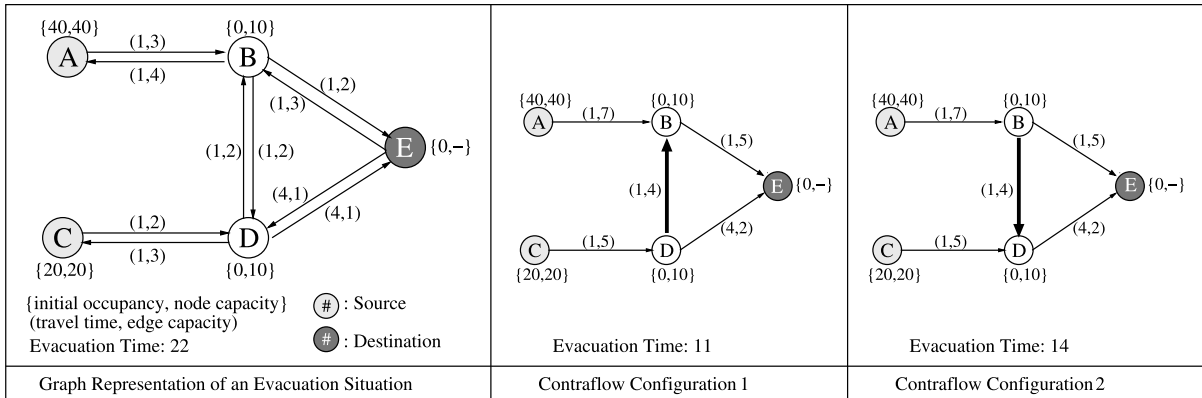 {40,40}
A
(1,3)
(1,4)
{0,10}
B
(1,2)
(1,3)
(1,2)
(1,2)
E
{0,–}
(4,1)
(4,1)
C
{20,20}
(1,2)
(1,3)
D
{0,10}
{initial occupancy, node capacity}
(travel time, edge capacity)
# : Source
# : Destination
Evacuation Time: 22
Graph Representation of an Evacuation Situation
{40,40}
A
(1,7)
{0,10}
B
(1,5)
(1,4)
E
{0,–}
(4,2)
C
{20,20}
(1,5)
D
{0,10}
Evacuation Time: 11
Contraflow Configuration 1
{40,40}
A
(1,7)
{0,10}
B
(1,5)
(1,4)
E
{0,–}
(4,2)
C
{20,20}
(1,5)
D
{0,10}
Evacuation Time: 14
Contraflow Configuration 2